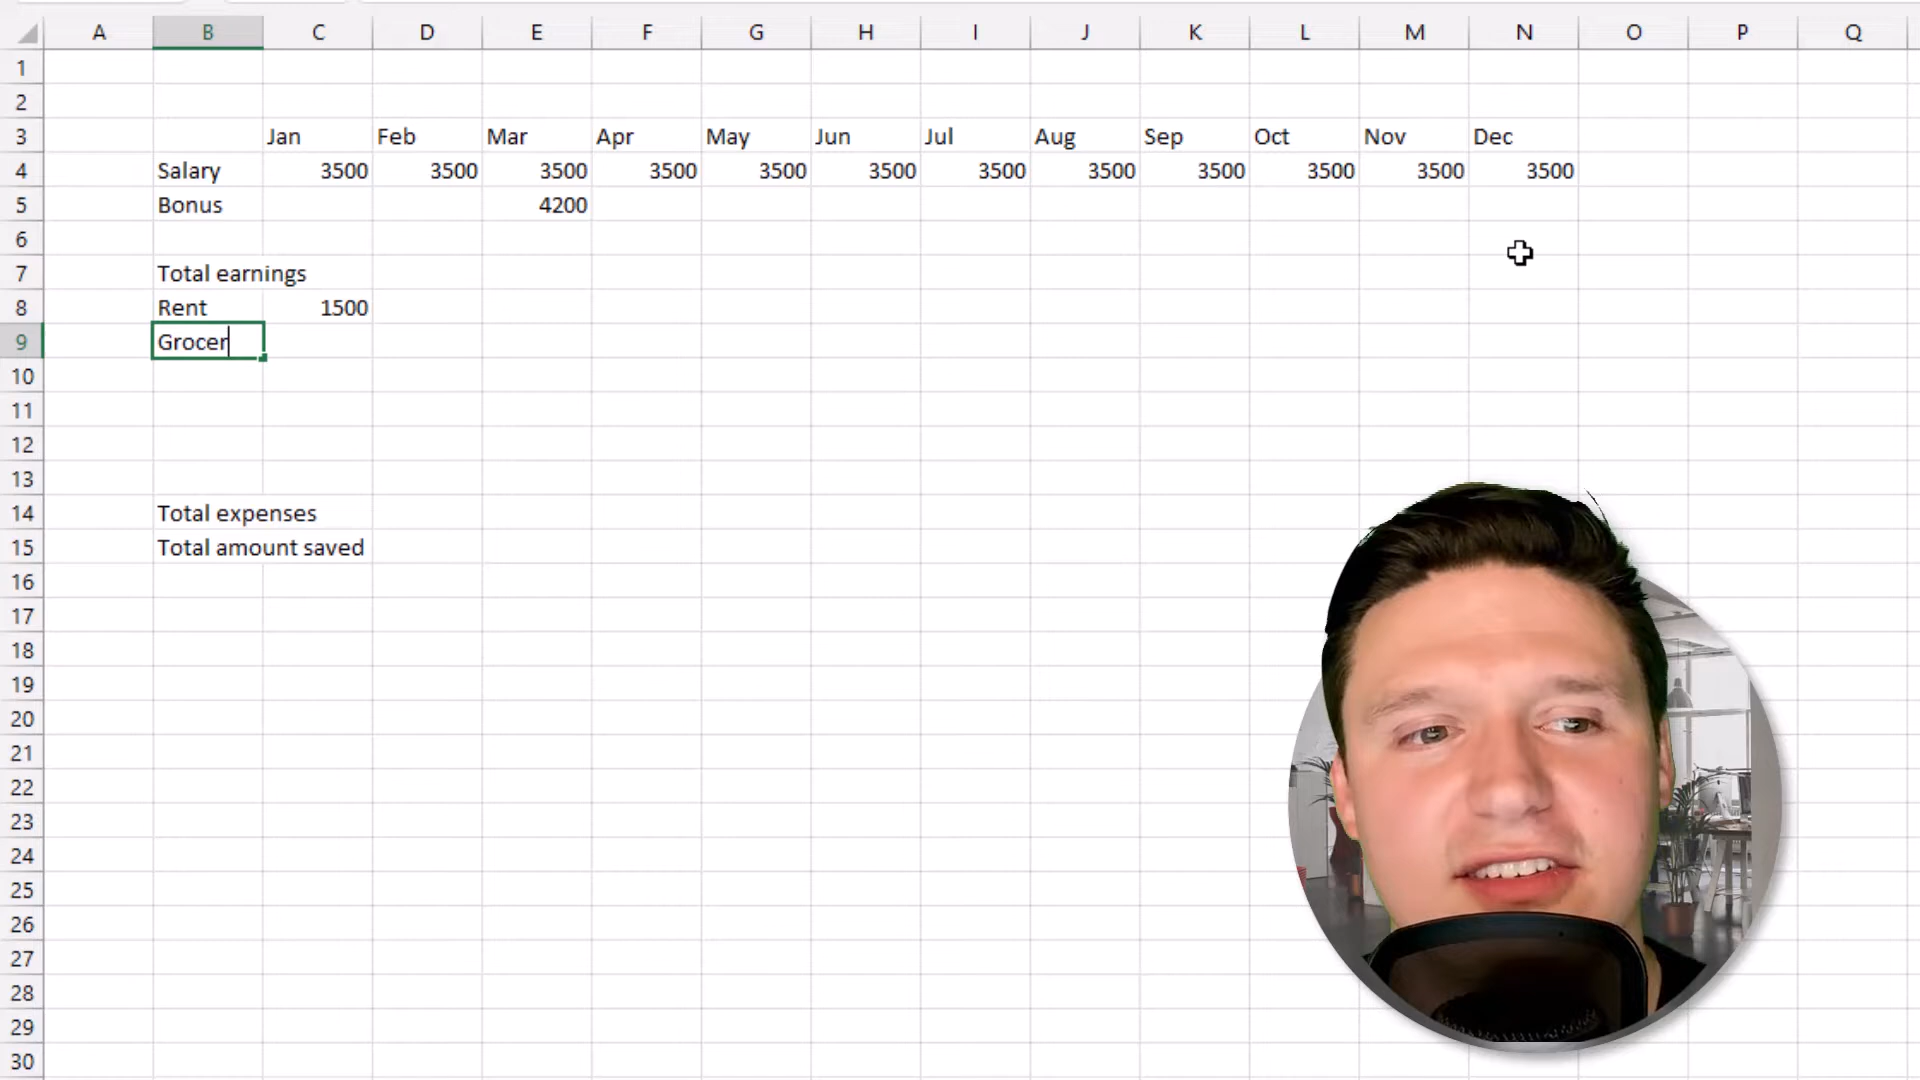 A B C D E F G H I J K L M N O P Q
1
2
3 Jan Feb Mar Apr May Jun Jul Aug Sep Oct Nov Dec
4 Salary 3500 3500 3500 3500 3500 3500 3500 3500 3500 3500 3500 3500
5 Bonus 4200
6
7 Total earnings
8 Rent 1500
9 Grocer
10
11
12
13
14 Total expenses
15 Total amount saved
16
17
18
19
20
21
22
23
24
25
26
27
28
29
30